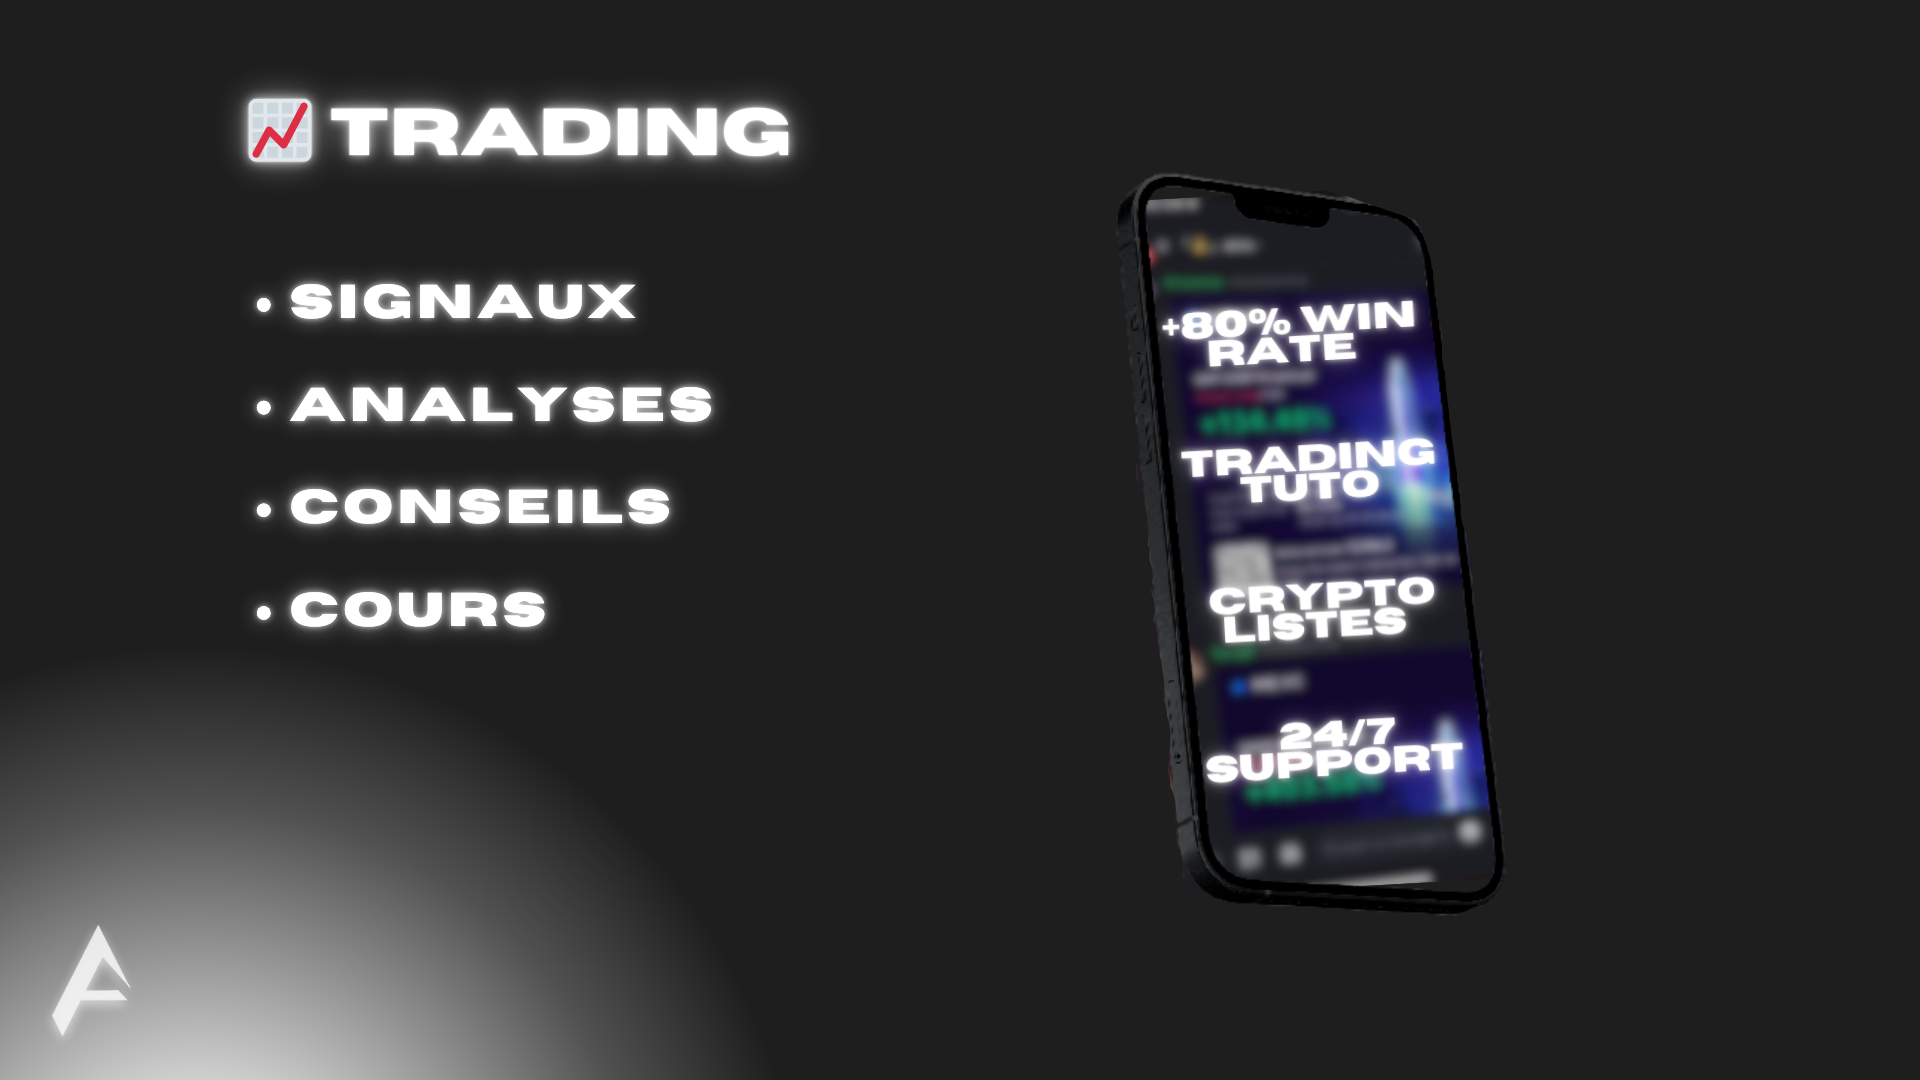 TRADING
• SIGNAUX
• ANALYSES
• CONSEILS
• COURS
+80% WIN
RATE
TRADING
TUTO
CRYPTO
LISTES
24/7
SUPPORT